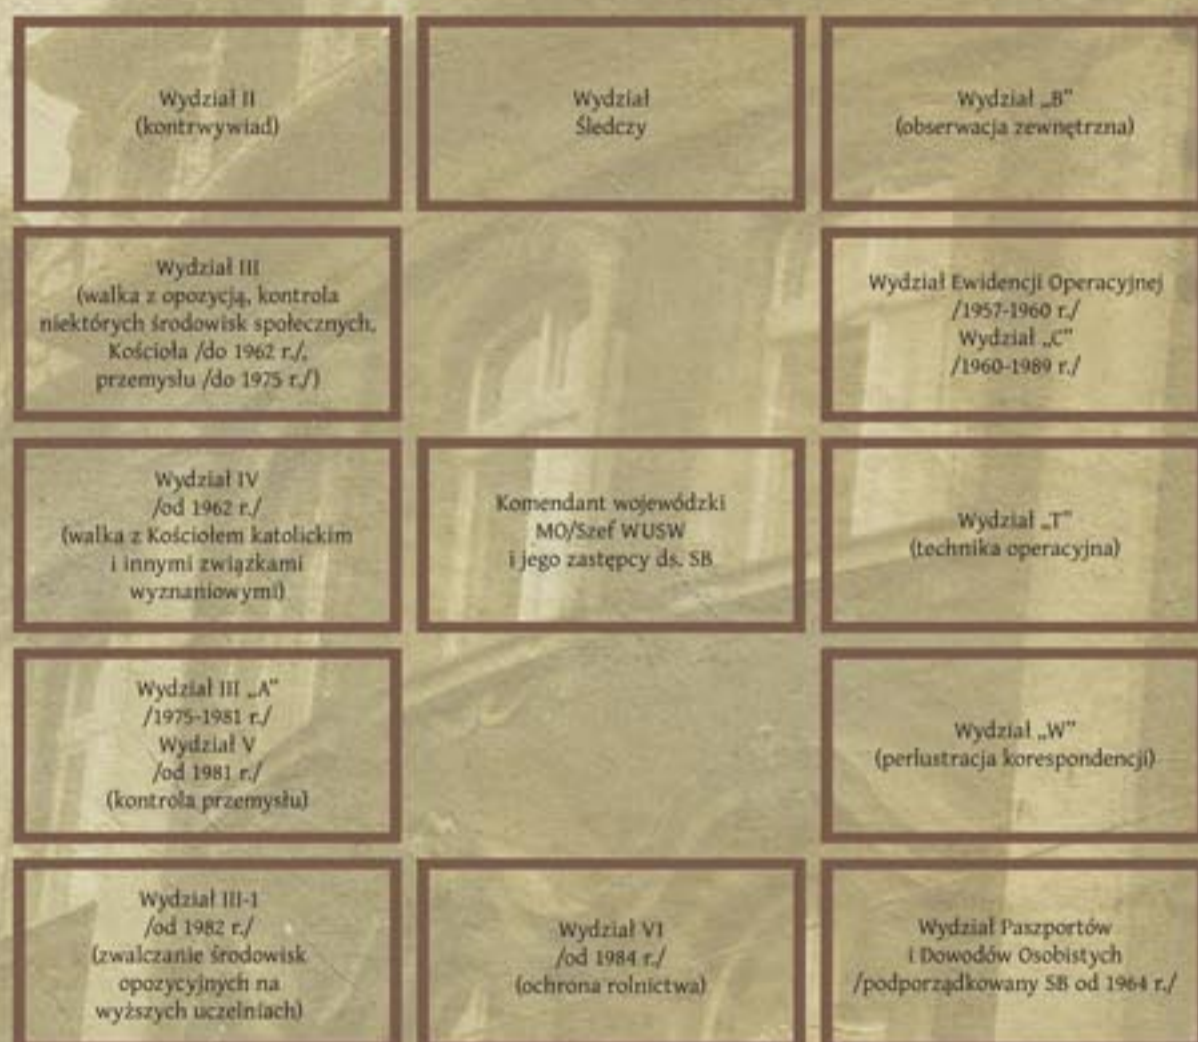 Wydział II
(kontrwywiad)
Wydział
Śledczy
Wydział „B”
(obserwacja zewnętrzna)
Wydział III
(walka z opozycją, kontrola
niektórych środowisk społecznych,
Kościoła /do 1962 r./,
przemysłu /do 1975 r./)
Wydział Ewidencji Operacyjnej
/1957-1960 r./
Wydział „C”
/1960-1989 r./
Wydział IV
/od 1962 r./
(walka z Kościołem katolickim
i innymi związkami
wyznaniowymi)
Komendant wojewódzki
MO/Szef WUSW
i jego zastępcy ds. SB
Wydział „T”
(technika operacyjna)
Wydział III „A”
/1975-1981 r./
Wydział V
/od 1981 r./
(kontrola przemysłu)
Wydział „W”
(perlustracja korespondencji)
Wydział III-1
/od 1982 r./
(zwalczanie środowisk
opozycyjnych na
wyższych uczelniach)
Wydział VI
/od 1984 r./
(ochrona rolnictwa)
Wydział Paszportów
i Dowodów Osobistych
/podporządkowany SB od 1964 r./